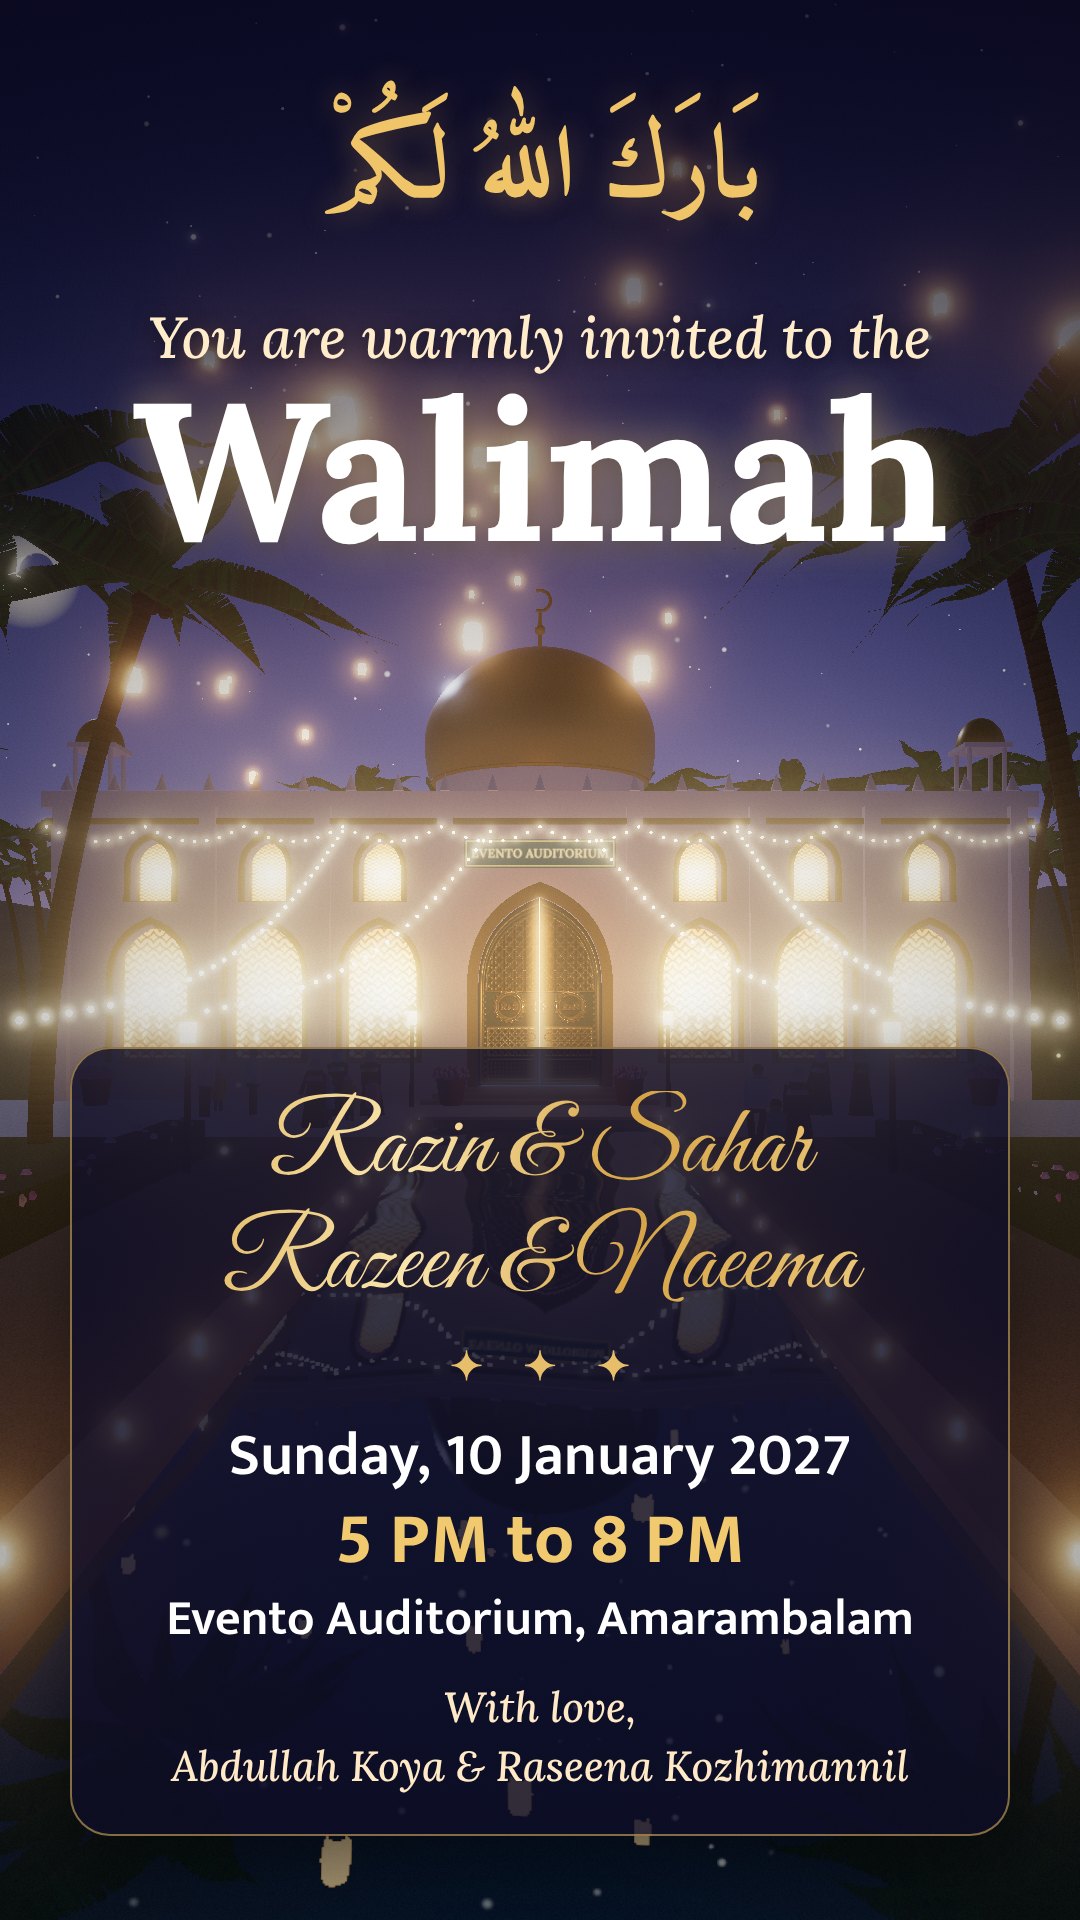 بَارَكَ اللهُ لَكُمْ
You are warmly invited to the
Walimah
EVENTO AUDITORIUM
Razin & Sahar
Razeen & Naeema
Sunday, 10 January 2027
5 PM to 8 PM
Evento Auditorium, Amarambalam
With love,
Abdullah Koya & Raseena Kozhimannil